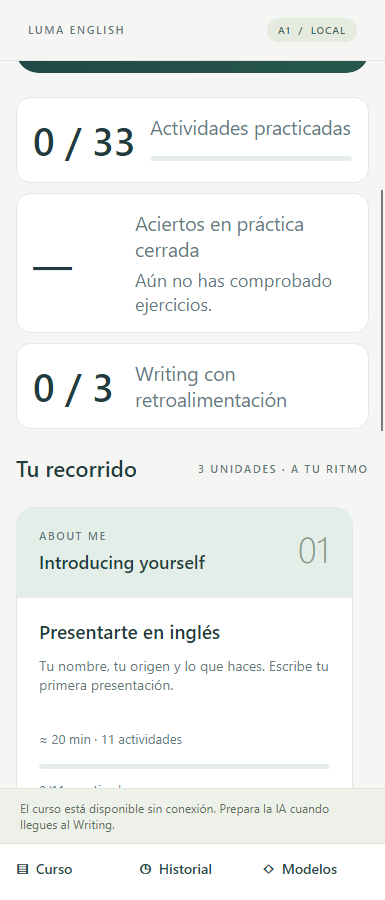 LUMA ENGLISH
A1 / LOCAL
0 / 33
Actividades practicadas
—
Aciertos en práctica
cerrada
Aún no has comprobado
ejercicios.
0 / 3
Writing con
retroalimentación
Tu recorrido
3 UNIDADES · A TU RITMO
ABOUT ME
Introducing yourself
01
Presentarte en inglés
Tu nombre, tu origen y lo que haces. Escribe tu
primera presentación.
≈ 20 min · 11 actividades
El curso está disponible sin conexión. Prepara la IA cuando
llegues al Writing.
Curso
Historial
Modelos